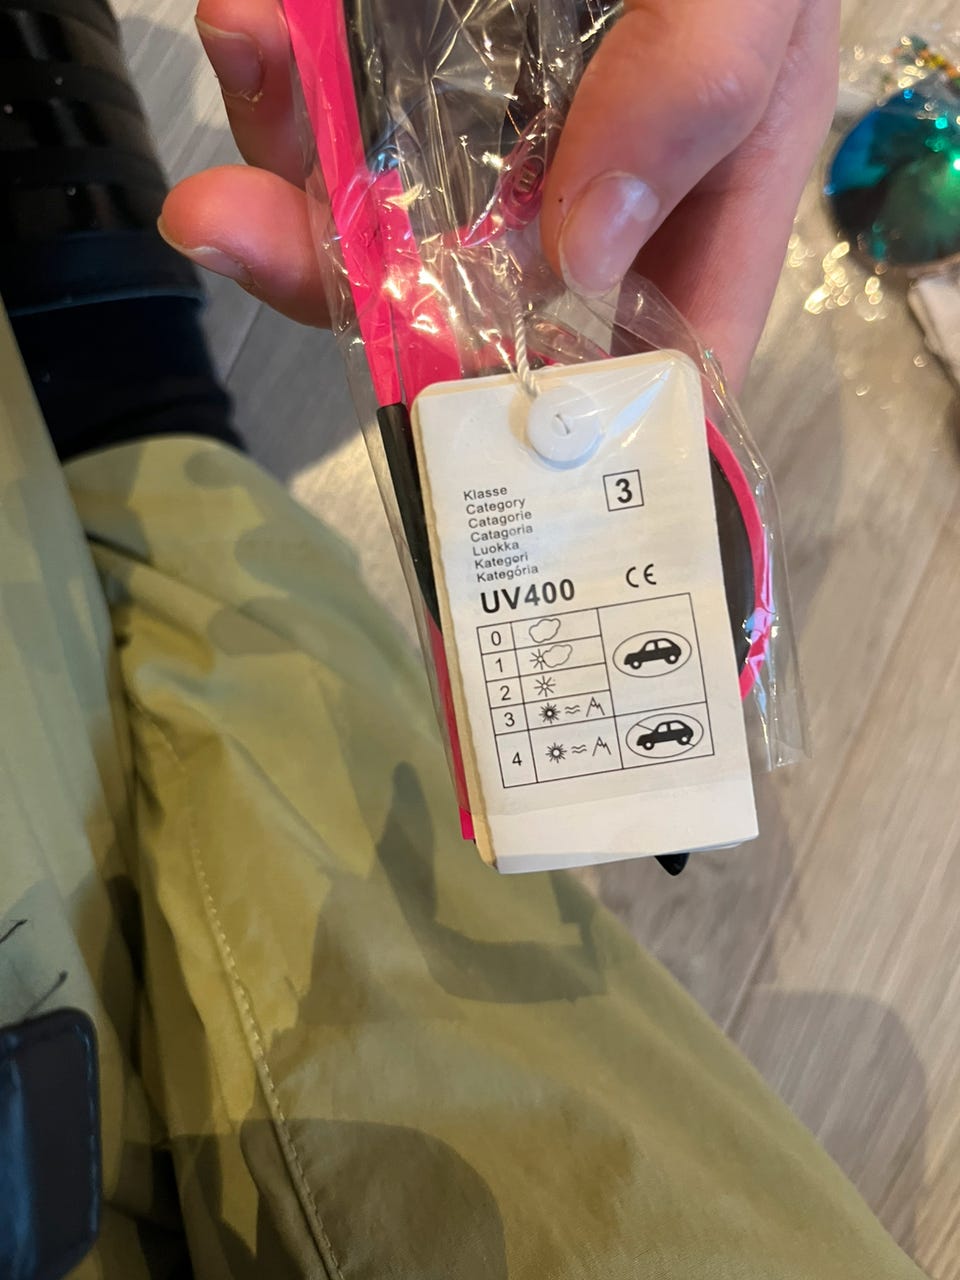 3
Klasse
Category
Catagorie
Catagoria
Luokka
Kategori
Kategória
UV400 CE
0
1
2
3
4